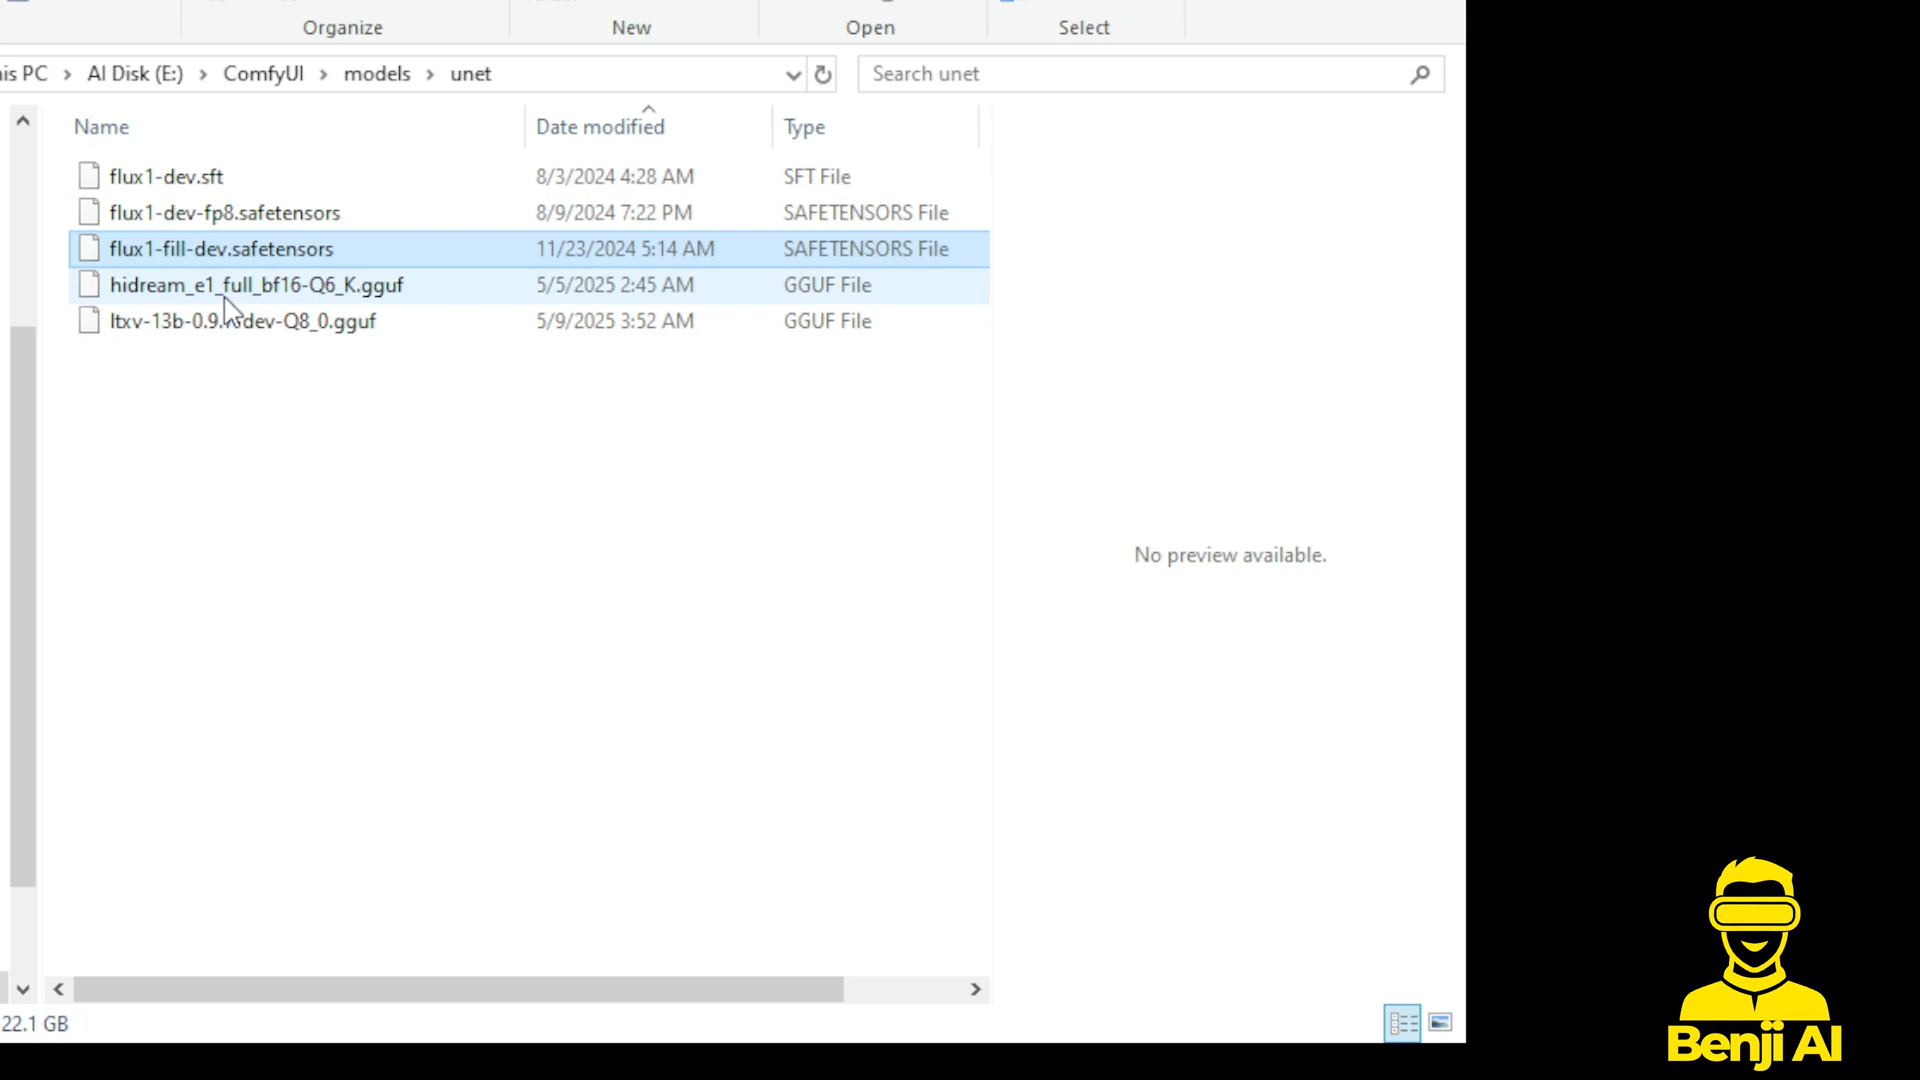 Organize New Open Select
his PC > AI Disk (E:) > ComfyUI > models > unet Search unet
Name Date modified Type
flux1-dev.sft 8/3/2024 4:28 AM SFT File
flux1-dev-fp8.safetensors 8/9/2024 7:22 PM SAFETENSORS File
flux1-fill-dev.safetensors 11/23/2024 5:14 AM SAFETENSORS File
hidream_e1_full_bf16-Q6_K.gguf 5/5/2025 2:45 AM GGUF File
5/9/2025 3:52 AM GGUF File
No preview available.
22.1 GB
Benji AI